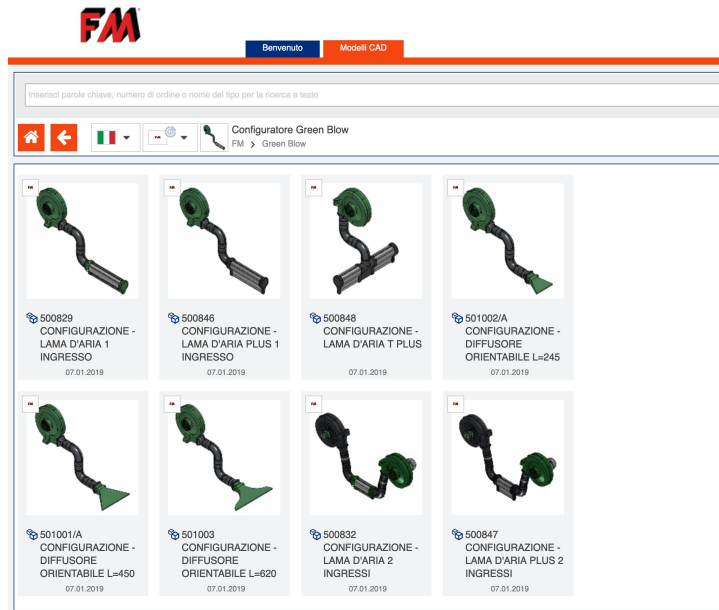 FM
Benvenuto
Modelli CAD
Inserisci parole chiave, numero di ordine o nome del tipo per la ricerca a testo
Configuratore Green Blow
FM > Green Blow
500829
CONFIGURAZIONE -
LAMA D'ARIA 1
INGRESSO
07.01.2019
500846
CONFIGURAZIONE -
LAMA D'ARIA PLUS 1
INGRESSO
07.01.2019
500848
CONFIGURAZIONE -
LAMA D'ARIA T PLUS
07.01.2019
501002/A
CONFIGURAZIONE -
DIFFUSORE
ORIENTABILE L=245
07.01.2019
501001/A
CONFIGURAZIONE -
DIFFUSORE
ORIENTABILE L=450
07.01.2019
501003
CONFIGURAZIONE -
DIFFUSORE
ORIENTABILE L=620
07.01.2019
500832
CONFIGURAZIONE -
LAMA D'ARIA 2
INGRESSI
07.01.2019
500847
CONFIGURAZIONE -
LAMA D'ARIA PLUS 2
INGRESSI
07.01.2019